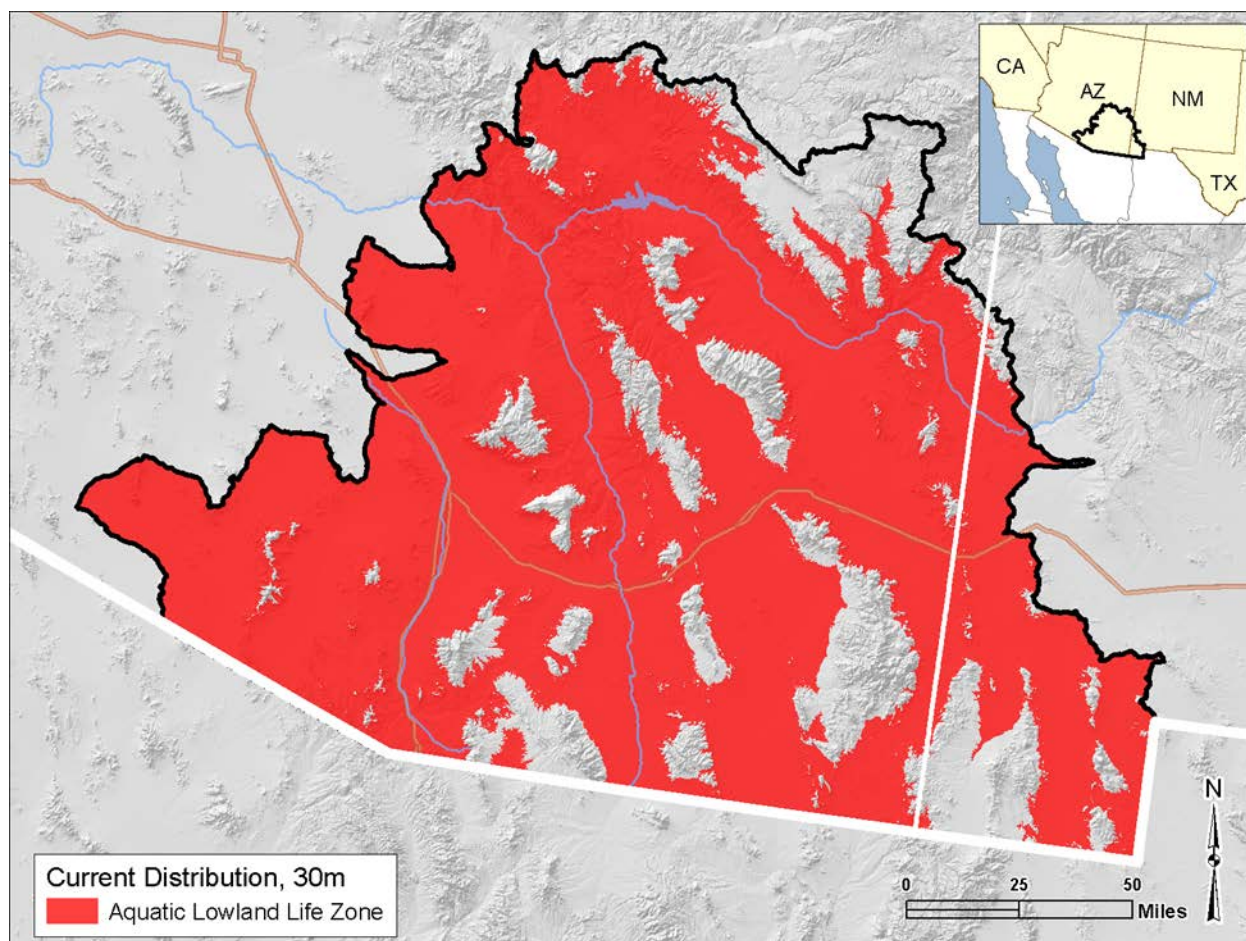 CA
AZ
NM
TX
N
Current Distribution, 30m
Aquatic Lowland Life Zone
0 25 50
Miles